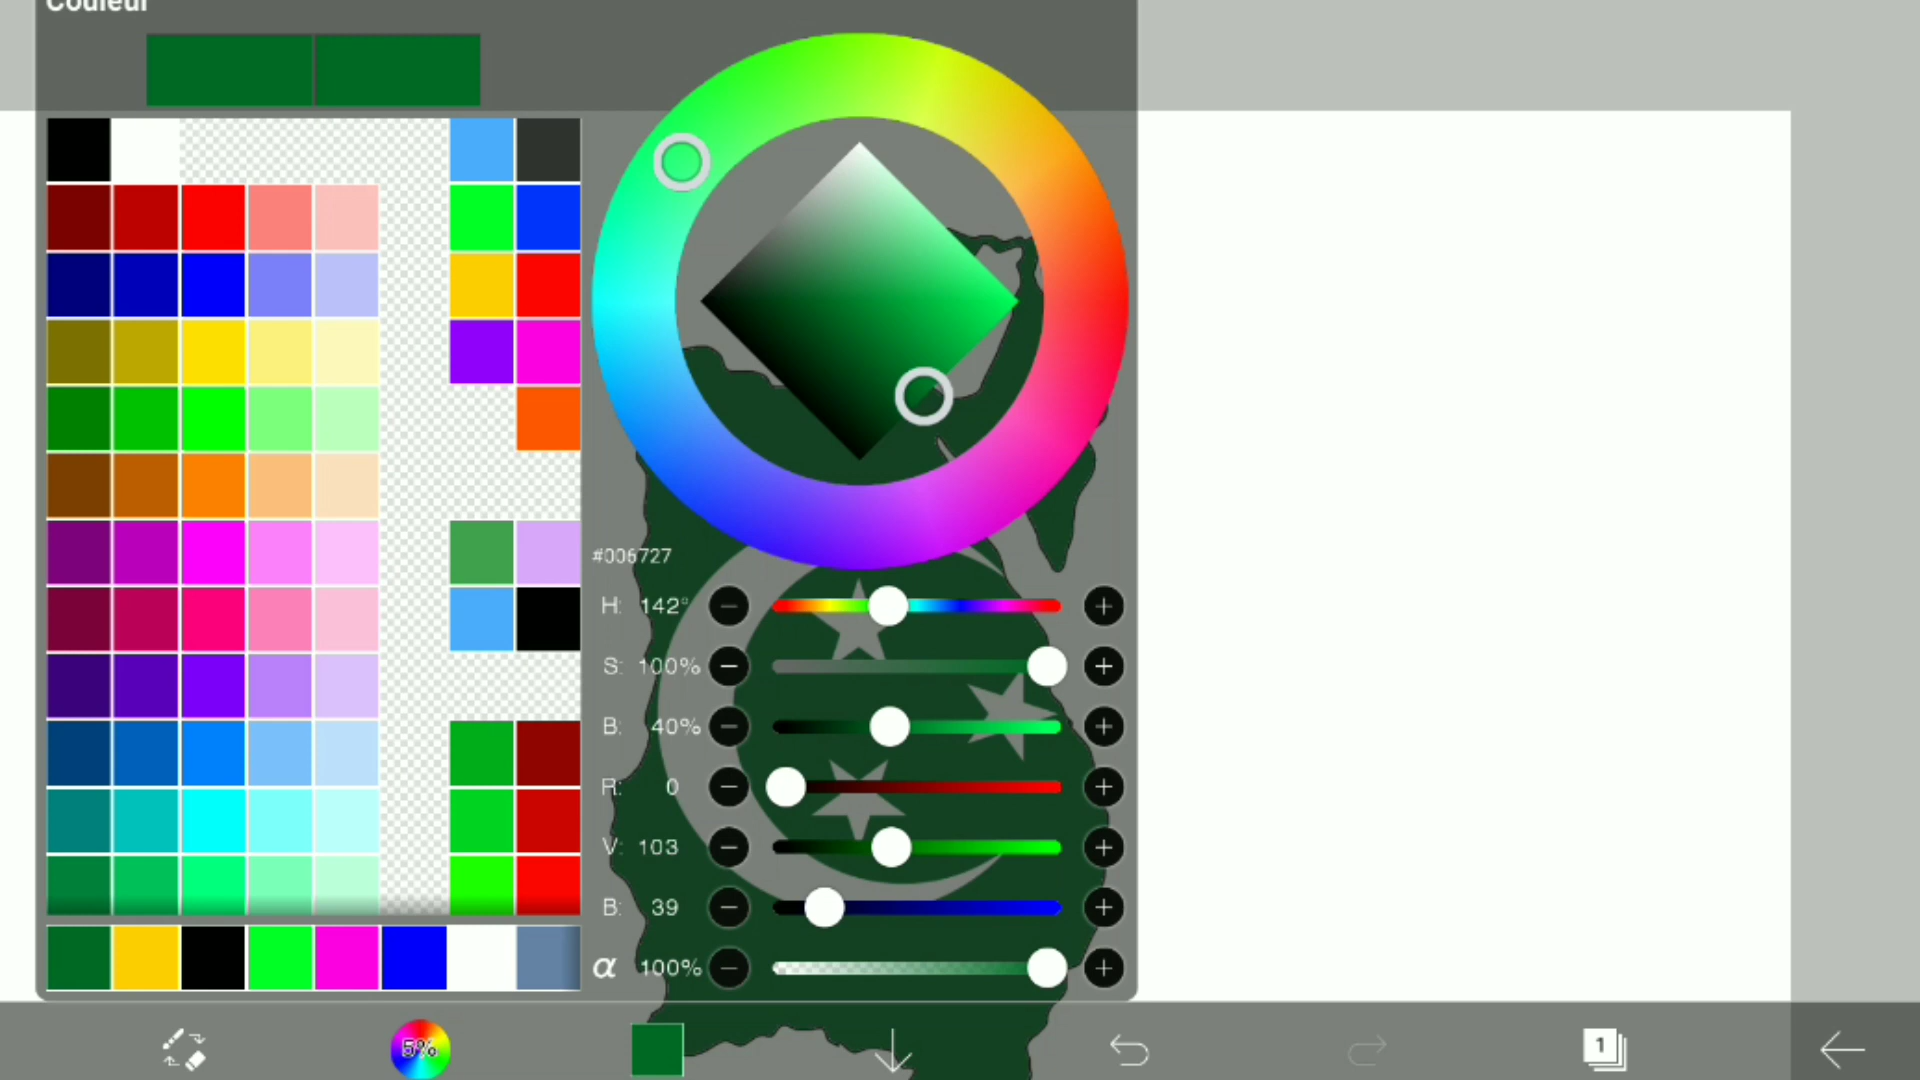 Couleur
#006727
H: 142°
S: 100%
B: 40%
R: 0
V: 103
B: 39
α 100%
5%
1